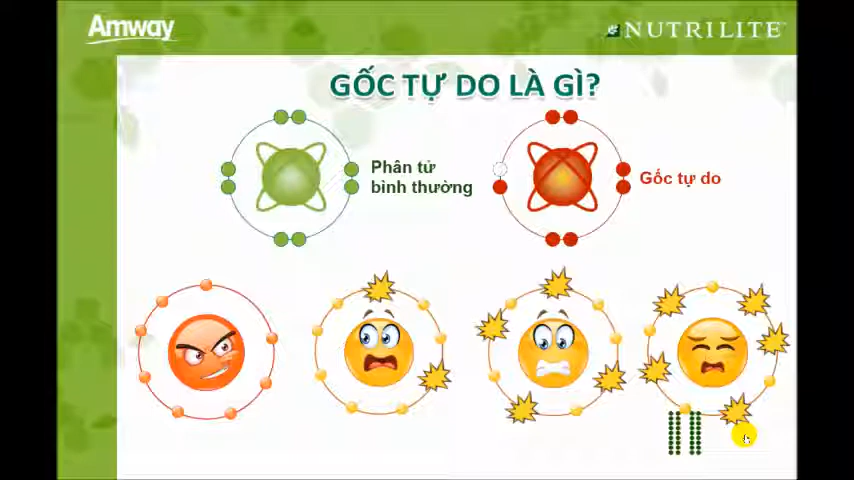 Amway
NUTRILITE
GỐC TỰ DO LÀ GÌ?
Phân tử
bình thường
Gốc tự do